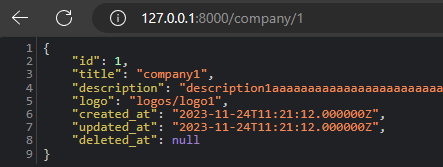 127.0.0.1:8000/company/1
1 {
2 "id": 1,
3 "title": "company1",
4 "description": "description1aaaaaaaaaaaaaaaaaaaaaaaa
5 "logo": "logos/logo1",
6 "created_at": "2023-11-24T11:21:12.000000Z",
7 "updated_at": "2023-11-24T11:21:12.000000Z",
8 "deleted_at": null
9 }